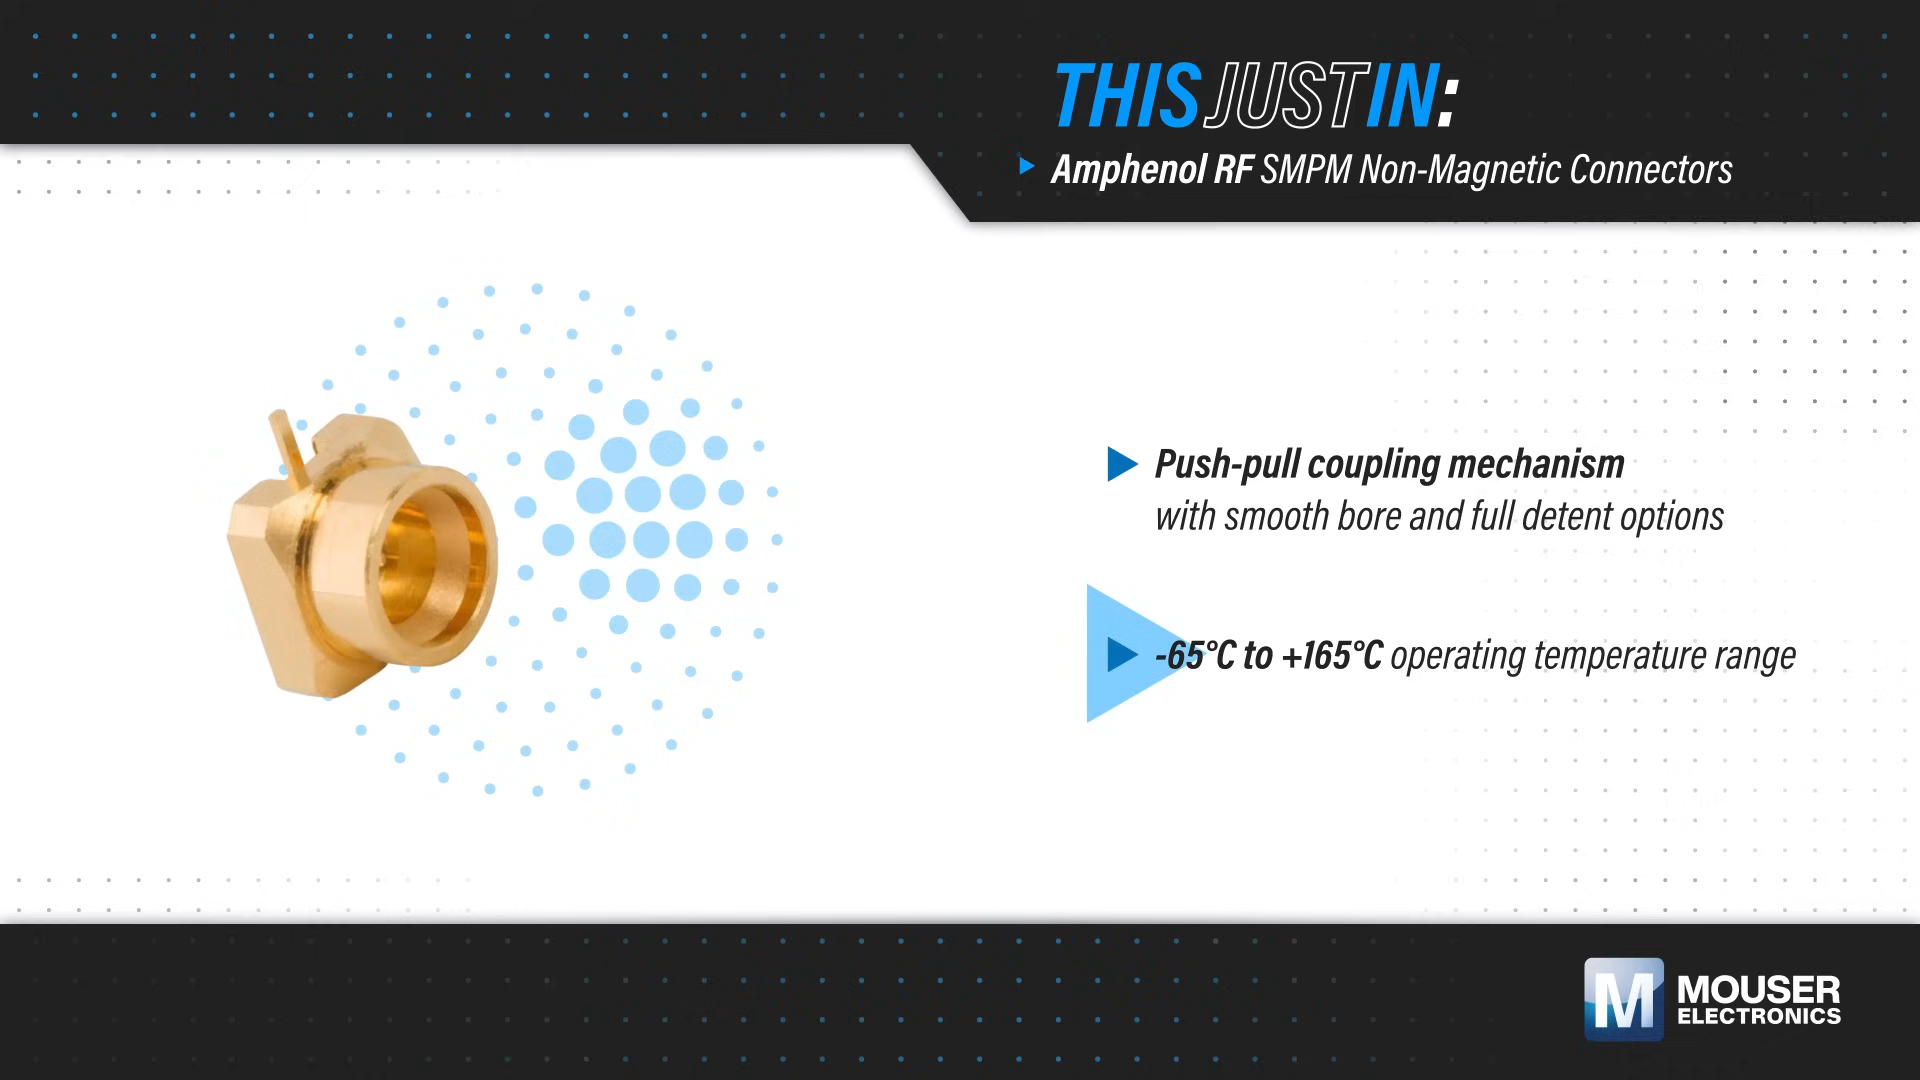 THIS JUST IN:
Amphenol RF SMPM Non-Magnetic Connectors
Push-pull coupling mechanism
with smooth bore and full detent options
-65°C to +165°C operating temperature range
M MOUSER
ELECTRONICS